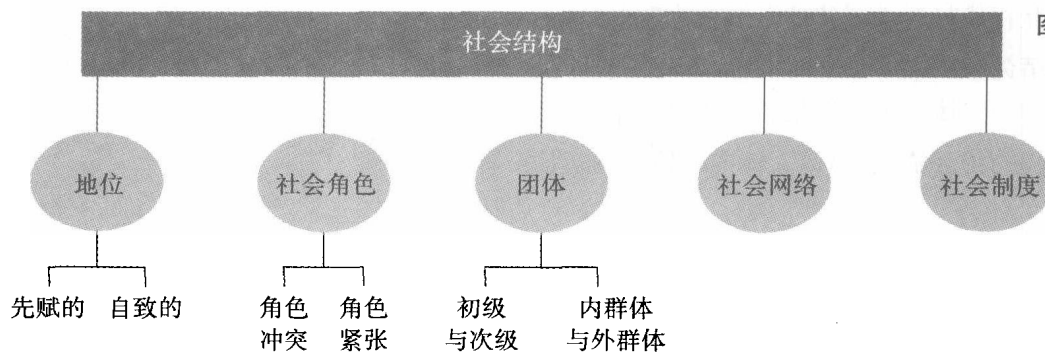 社会结构
地位
社会角色
团体
社会网络
社会制度
先赋的
自致的
角色
冲突
角色
紧张
初级
与次级
内群体
与外群体